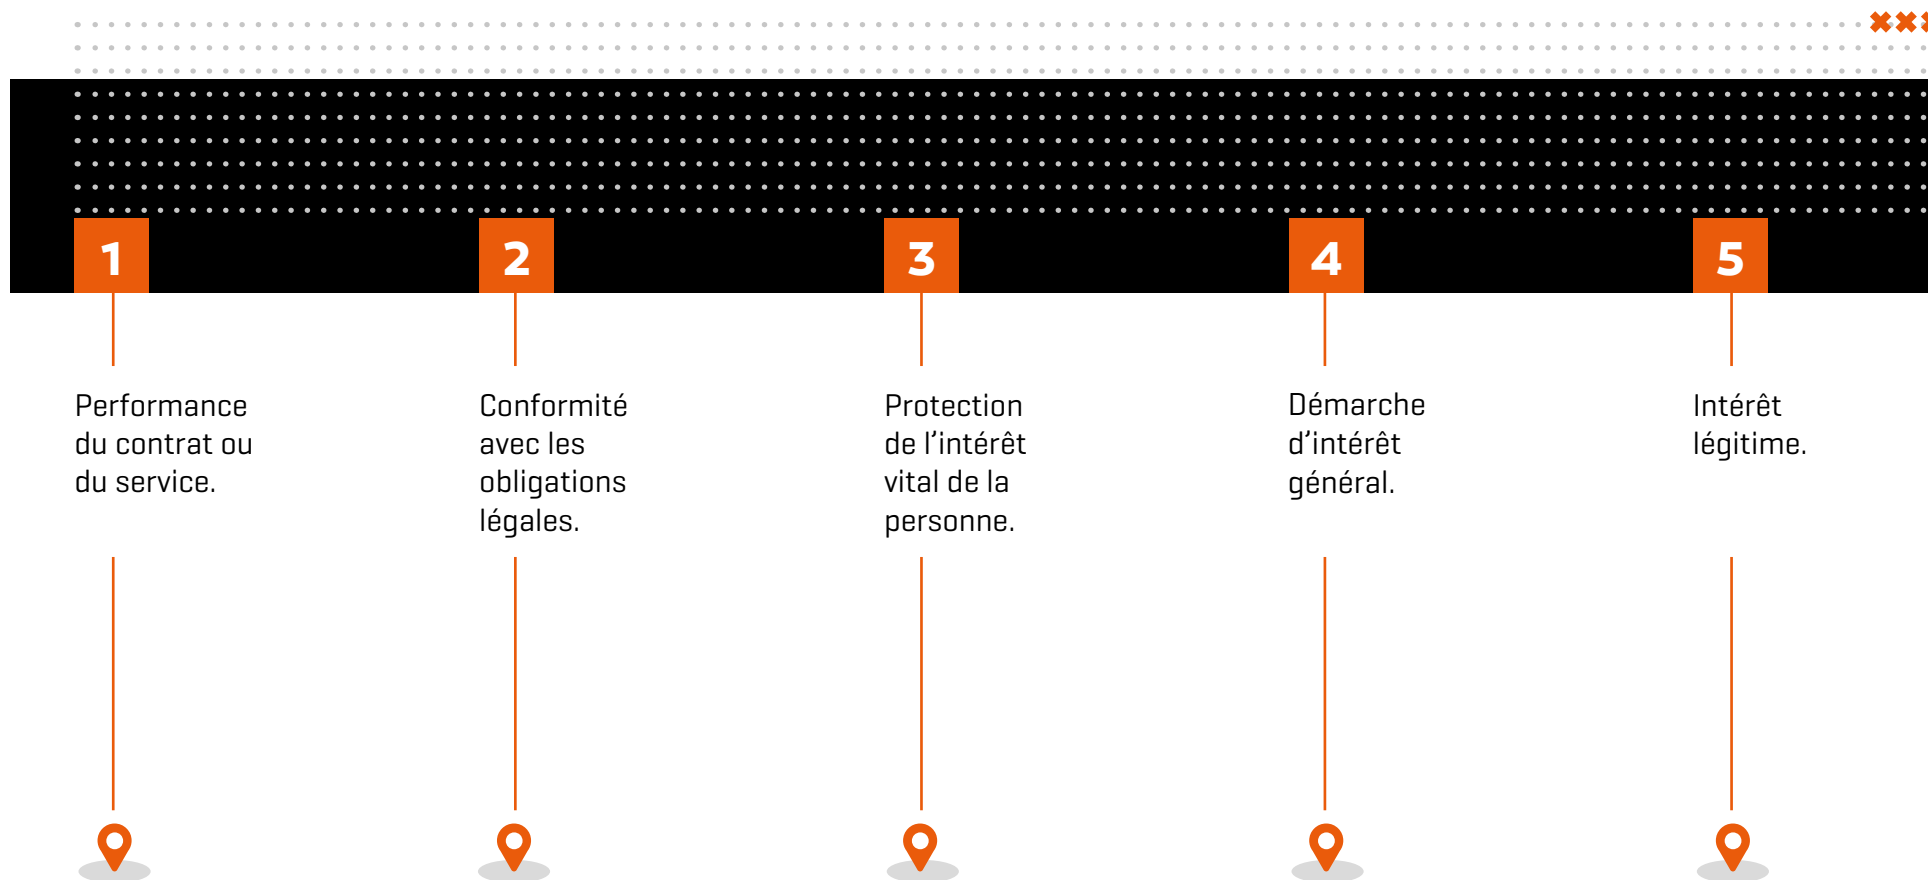 1
2
3
4
5
Performance
du contrat ou
du service.
Conformité
avec les
obligations
légales.
Protection
de l'intérêt
vital de la
personne.
Démarche
d'intérêt
général.
Intérêt
légitime.